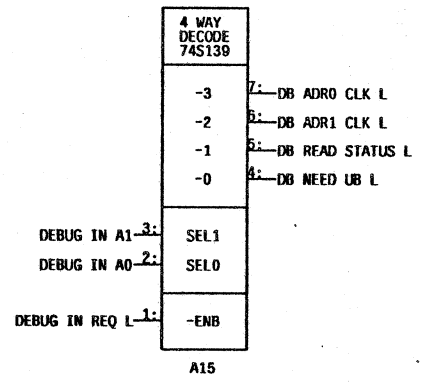 4 WAY
DECODE
74S139
-3 7: DB ADR0 CLK L
-2 6: DB ADR1 CLK L
-1 5: DB READ STATUS L
-0 4: DB NEED UB L
DEBUG IN A1 3: SEL1
DEBUG IN A0 2: SEL0
DEBUG IN REQ L 1: -ENB
A15